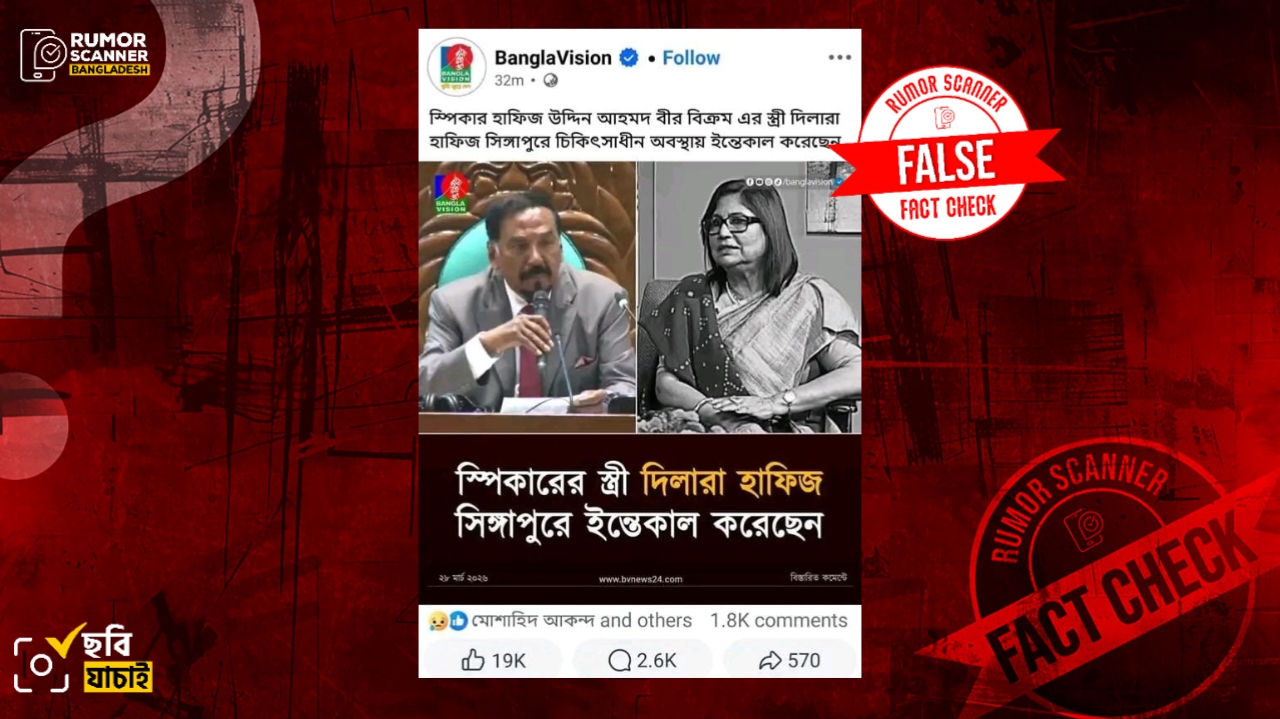 RUMOR
SCANNER
BANGLADESH
BanglaVision • Follow
32m •
স্পিকার হাফিজ উদ্দিন আহমদ বীর বিক্রম এর স্ত্রী দিলারা
হাফিজ সিঙ্গাপুরে চিকিৎসাধীন অবস্থায় ইন্তেকাল করেছেন
BANGLA
VISION
/banglavision
RUMOR SCANNER
FALSE
FACT CHECK
স্পিকারের স্ত্রী দিলারা হাফিজ
সিঙ্গাপুরে ইন্তেকাল করেছেন
২৮ মার্চ ২০২৬
www.bvnews24.com
বিস্তারিত কমেন্টে
মোশাহিদ আকন্দ and others 1.8K comments
19K 2.6K 570
RUMOR SCANNER
FACT CHECK
ছবি
যাচাই